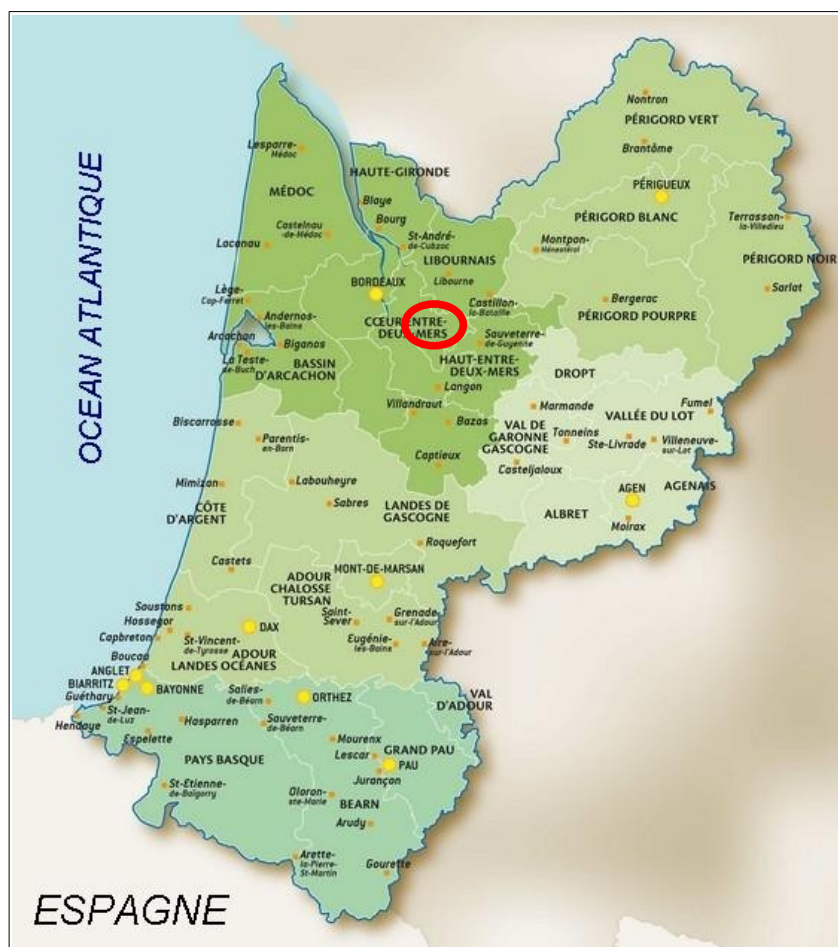 Nontron
PÉRIGORD VERT
Brantôme
OCEAN ATLANTIQUE
Lesparre-
Médoc
HAUTE-GIRONDE
PÉRIGUEUX
MÉDOC
Blaye
PÉRIGORD BLANC
Terrasson-
la-Villedieu
Bourg
Castelnau
-de-Médoc
St-André-
de-Cubzac
Montpon-
Ménestérol
Lacanau
LIBOURNAIS
PÉRIGORD NOIR
Libourne
BORDEAUX
Sarlat
Lège-
Cap-Ferret
Castillon-
la-Bataille
Bergerac
Andernos-
les-Bains
PÉRIGORD POURPRE
CŒUR ENTRE-
DEUX-MERS
Arcachon
Biganos
Sauveterre-
de-Guyenne
La Teste-
de-Buch
BASSIN
D'ARCACHON
HAUT-ENTRE-
DEUX-MERS
DROPT
Langon
Villandraut
Marmande
VALLÉE DU LOT
Fumel
Biscarrosse
Bazas
VAL DE
GARONNE
GASCOGNE
Tonneins
Parentis-
en-Born
Ste-Livrade
Villeneuve-
sur-Lot
Captieux
Casteljaloux
Mimizan
Labouheyre
AGEN
AGENAIS
CÔTE
D'ARGENT
Sabres
LANDES DE
GASCOGNE
ALBRET
Moirax
Roquefort
Castets
MONT-DE-MARSAN
ADOUR
CHALOSSE
TURSAN
Soustons
Hossegor
Saint-
Sever
Grenade-
sur-l'Adour
Capbreton
DAX
St-Vincent-
de-Tyrosse
Eugénie-
les-Bains
Aire-
sur-l'Adour
Boucau
ADOUR
LANDES OCÉANES
ANGLET
BIARRITZ
BAYONNE
Salies-
de-Béarn
ORTHEZ
VAL
D'ADOUR
Guéthary
St-Jean-
de-Luz
Hasparren
Sauveterre-
de-Béarn
Hendaye
Espelette
Mourenx
GRAND PAU
Lescar
PAU
PAYS BASQUE
Jurançon
St-Etienne-
de-Baïgorry
Oloron-
ste-Marie
BEARN
Arudy
Arette-
la-Pierre-
St-Martin
Gourette
ESPAGNE